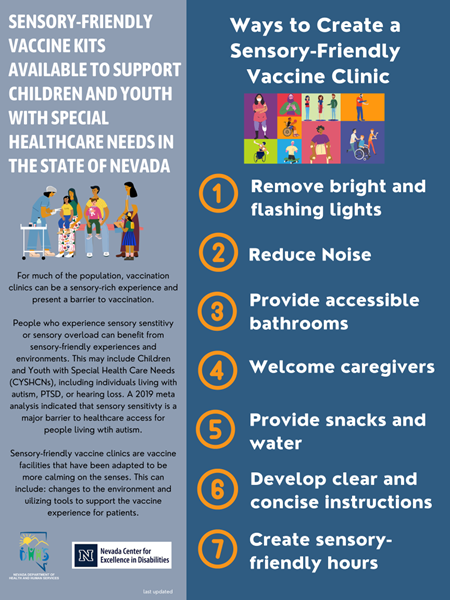 SENSORY-FRIENDLY
VACCINE KITS
AVAILABLE TO SUPPORT
CHILDREN AND YOUTH
WITH SPECIAL
HEALTHCARE NEEDS IN
THE STATE OF NEVADA
For much of the population, vaccination
clinics can be a sensory-rich experience and
present a barrier to vaccination.
People who experience sensory senstitivy
or sensory overload can benefit from
sensory-friendly experiences and
environments. This may include Children
and Youth with Special Health Care Needs
(CYSHCNs), including individuals living with
autism, PTSD, or hearing loss. A 2019 meta
analysis indicated that sensory sensitivty is a
major barrier to healthcare access for
people living wtih autism.
Sensory-friendly vaccine clinics are vaccine
facilities that have been adapted to be
more calming on the senses. This can
include: changes to the environment and
uilizing tools to support the vaccine
experience for patients.
DHHS
NEVADA DEPARTMENT OF
HEALTH AND HUMAN SERVICES
N
Nevada Center for
Excellence in Disabilities
last updated
Ways to Create a
Sensory-Friendly
Vaccine Clinic
1 Remove bright and
flashing lights
2 Reduce Noise
3 Provide accessible
bathrooms
4 Welcome caregivers
5 Provide snacks and
water
6 Develop clear and
concise instructions
7 Create sensory-
friendly hours